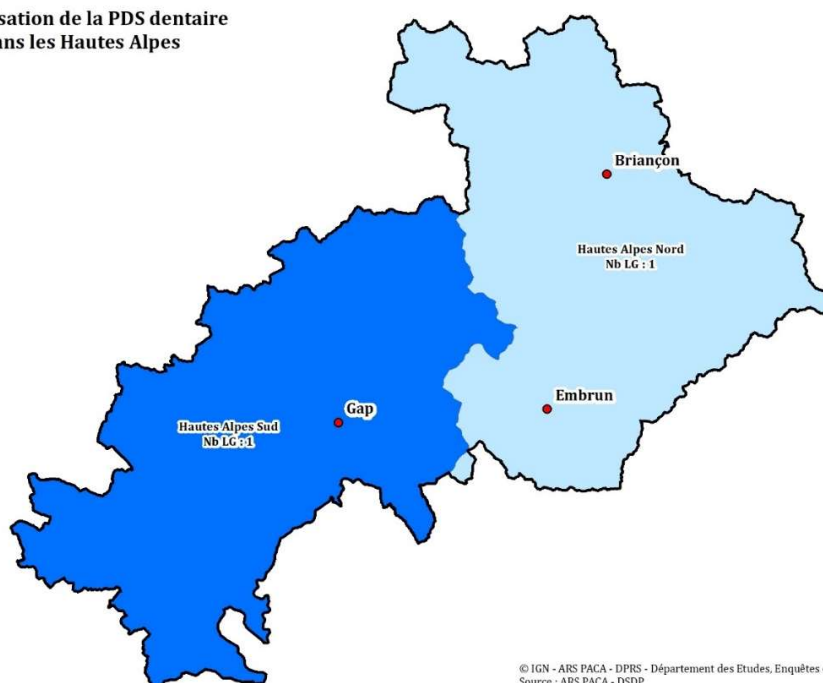 sation de la PDS dentaire
ns les Hautes Alpes
Briançon
Hautes Alpes Nord
Nb LG : 1
Embrun
Gap
Hautes Alpes Sud
Nb LG : 1
© IGN - ARS PACA - DPRS - Département des Etudes, Enquêtes
Source : ARS PACA - DSDP